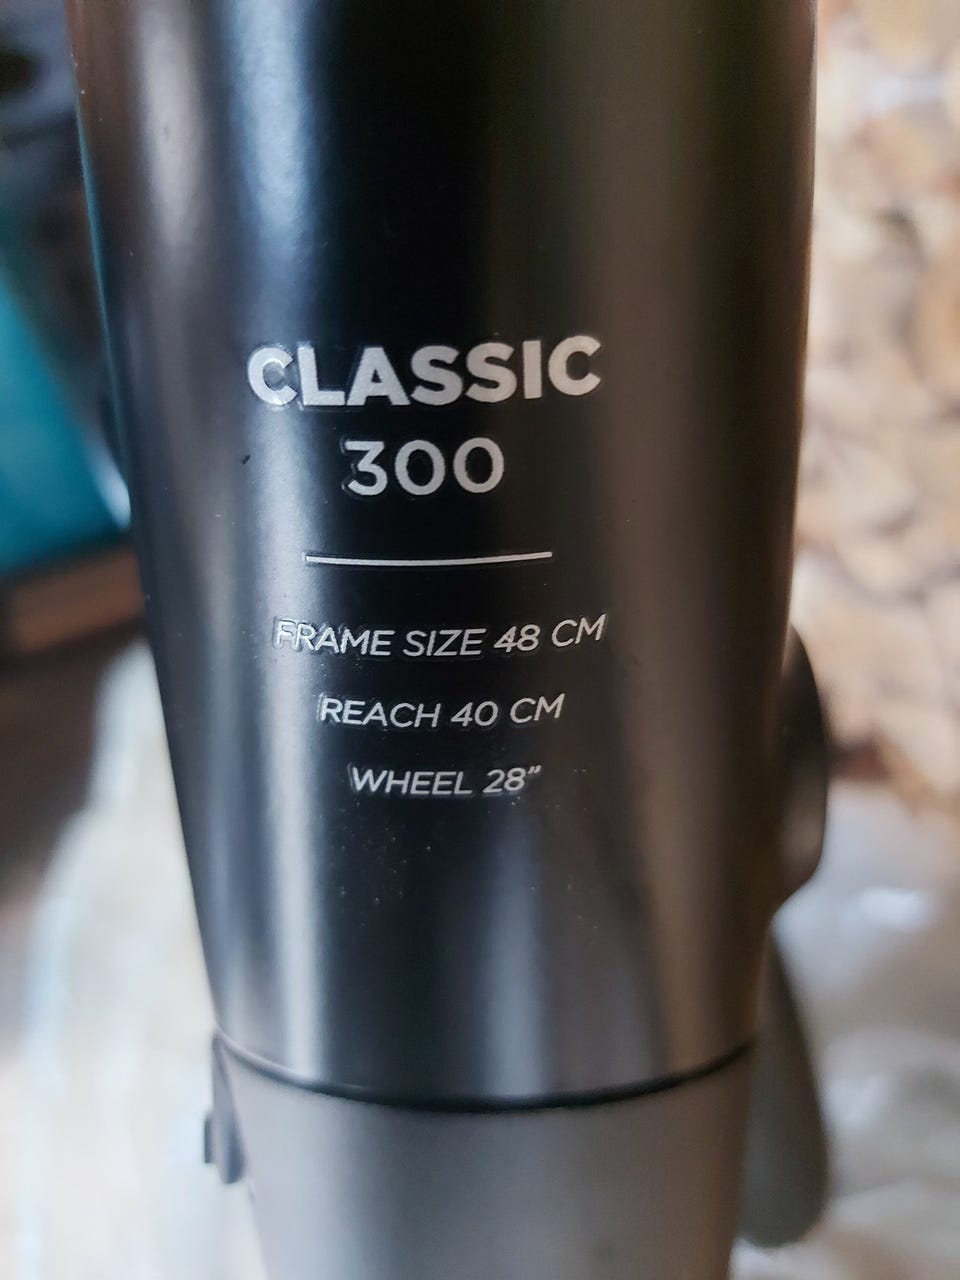 CLASSIC
300
FRAME SIZE 48 CM
REACH 40 CM
WHEEL 28”